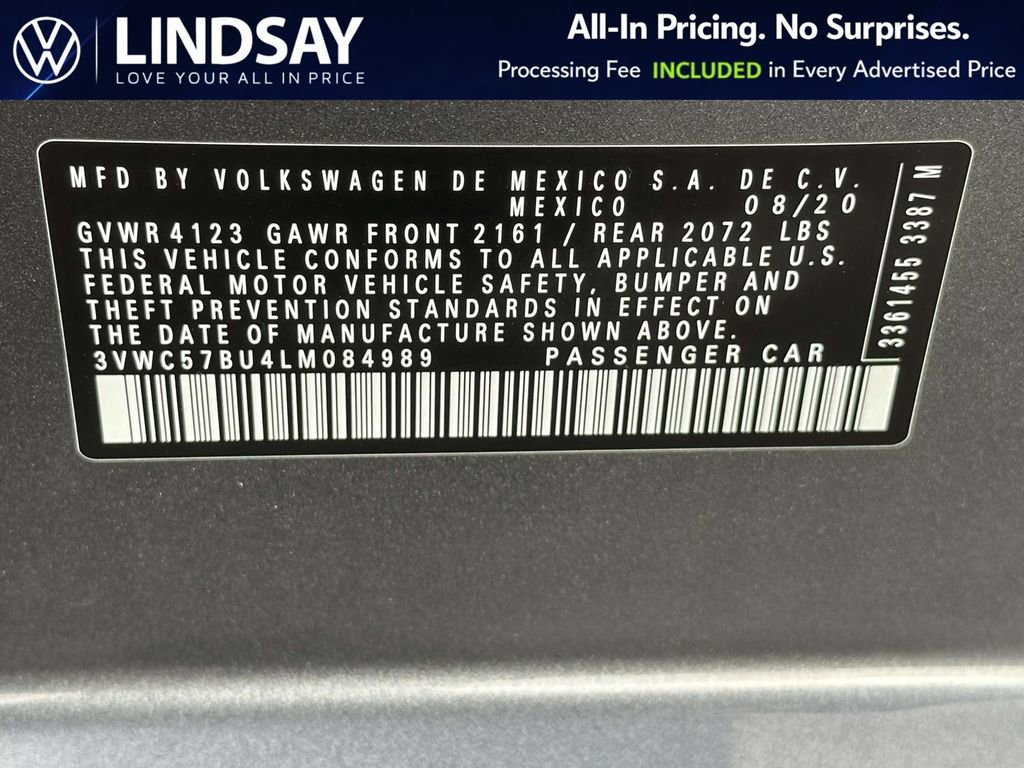 LINDSAY
LOVE YOUR ALL IN PRICE
All-In Pricing. No Surprises.
Processing Fee INCLUDED in Every Advertised Price
MFD BY VOLKSWAGEN DE MEXICO S.A. DE C.V.
MEXICO 08/20
GVWR 4123 GAWR FRONT 2161 / REAR 2072 LBS
THIS VEHICLE CONFORMS TO ALL APPLICABLE U.S.
FEDERAL MOTOR VEHICLE SAFETY, BUMPER AND
THEFT PREVENTION STANDARDS IN EFFECT ON
THE DATE OF MANUFACTURE SHOWN ABOVE.
3VWC57BU4LM084989 PASSENGER CAR
3361455 3387 M